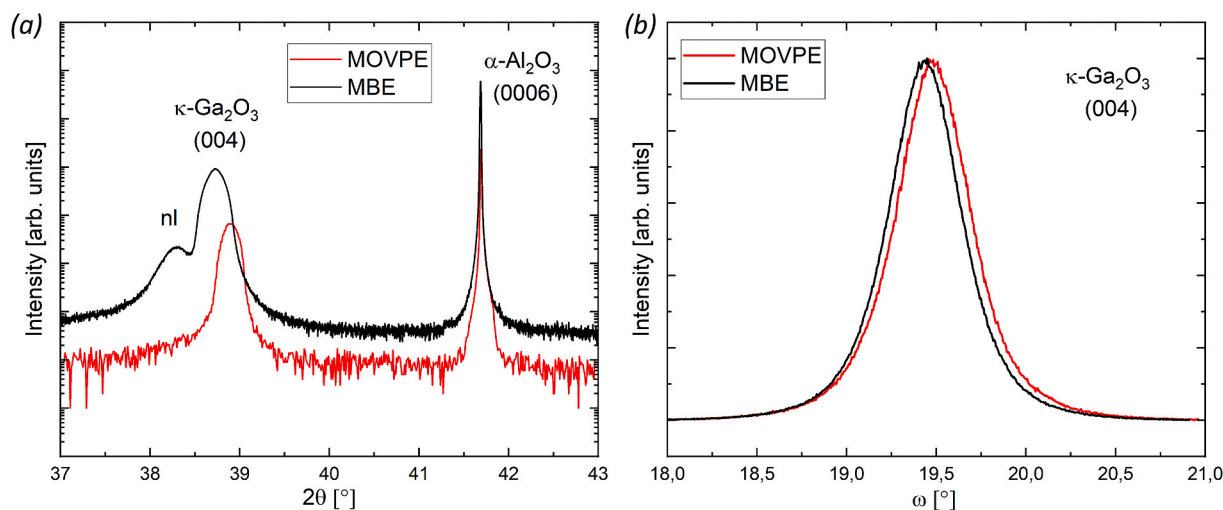 (a)
MOVPE
MBE
α-Al₂O₃
(0006)
κ-Ga₂O₃
(004)
nl
Intensity [arb. units]
37 38 39 40 41 42 43
2θ [°]
(b)
MOVPE
MBE
κ-Ga₂O₃
(004)
Intensity [arb. units]
18,0 18,5 19,0 19,5 20,0 20,5 21,0
ω [°]